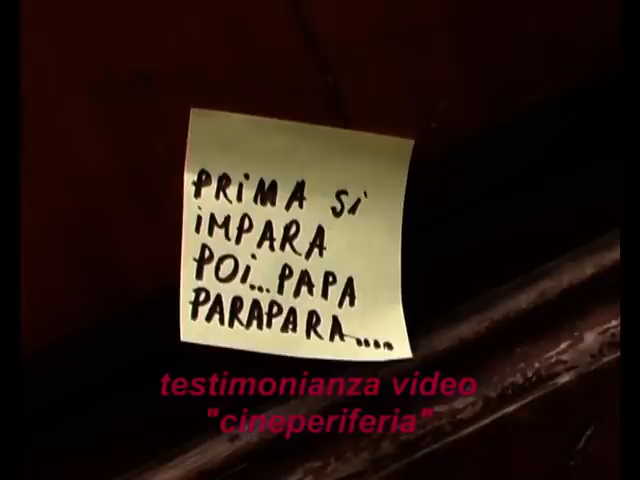 PRiMA Si
iMPARA
POi...PAPA
PARAPARA....
testimonianza video
"cineperiferia"